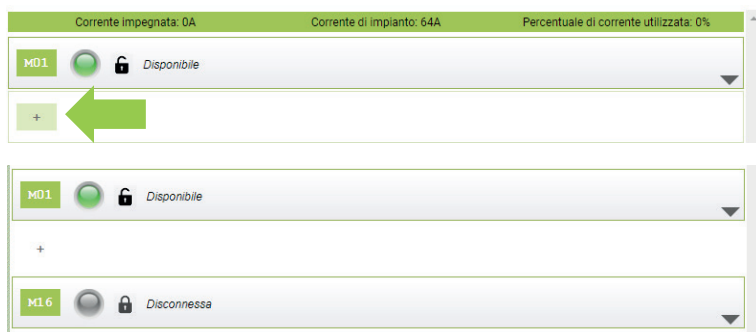 Corrente impegnata: 0A Corrente di impianto: 64A Percentuale di corrente utilizzata: 0%
M01 Disponibile
+
M01 Disponibile
+
M16 Disconnessa